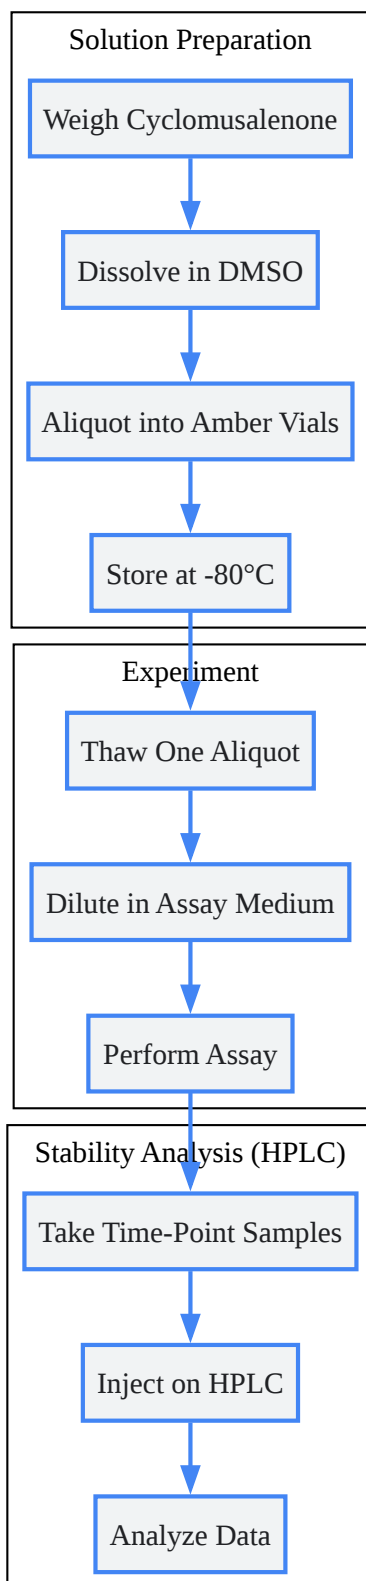 Solution Preparation
Weigh Cyclomusalenone
Dissolve in DMSO
Aliquot into Amber Vials
Store at -80°C
Experiment
Thaw One Aliquot
Dilute in Assay Medium
Perform Assay
Stability Analysis (HPLC)
Take Time-Point Samples
Inject on HPLC
Analyze Data